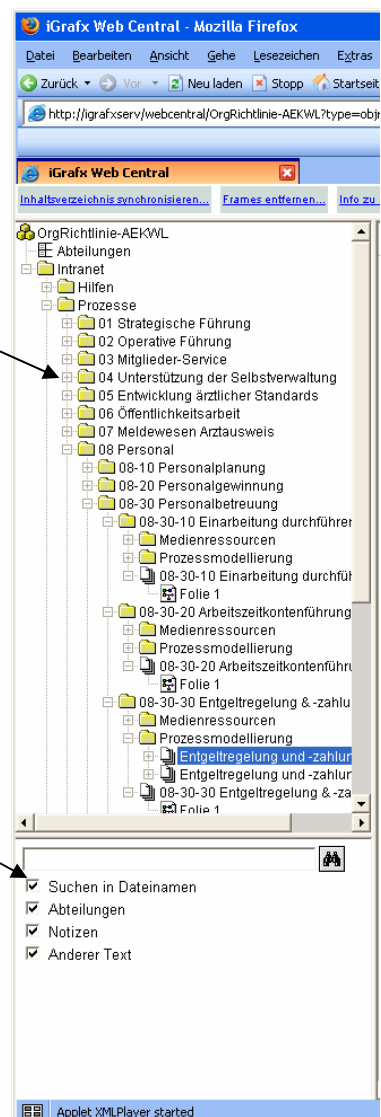 iGrafx Web Central - Mozilla Firefox
Datei Bearbeiten Ansicht Gehe Lesezeichen Extras
Zurück Vor Neu laden Stopp Startseit
http://igrafxserv/webcentral/OrgRichtlinie-AEKWL?type=obj
iGrafx Web Central
Inhaltsverzeichnis synchronisieren... Frames entfernen... Info zu
OrgRichtlinie-AEKWL
Abteilungen
Intranet
Hilfen
Prozesse
01 Strategische Führung
02 Operative Führung
03 Mitglieder-Service
04 Unterstützung der Selbstverwaltung
05 Entwicklung ärztlicher Standards
06 Öffentlichkeitsarbeit
07 Meldewesen Arztausweis
08 Personal
08-10 Personalplanung
08-20 Personalgewinnung
08-30 Personalbetreuung
08-30-10 Einarbeitung durchführer
Medienressourcen
Prozessmodellierung
08-30-10 Einarbeitung durchfüh
Folie 1
08-30-20 Arbeitszeitkontenführung
Medienressourcen
Prozessmodellierung
08-30-20 Arbeitszeitkontenführu
Folie 1
08-30-30 Entgeltregelung & -zahlu
Medienressourcen
Prozessmodellierung
Entgeltregelung und -zahlur
Entgeltregelung und -zahlur
08-30-30 Entgeltregelung & -za
Folie 1
Suchen in Dateinamen
Abteilungen
Notizen
Anderer Text
Applet XMLPlayer started